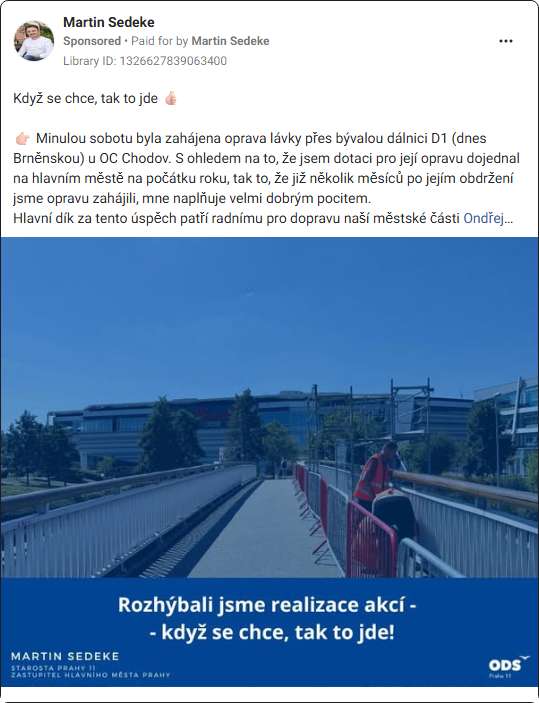 Martin Sedeke
Sponsored • Paid for by Martin Sedeke
Library ID: 1326627839063400
Když se chce, tak to jde 👍🏻
👉🏻 Minulou sobotu byla zahájena oprava lávky přes bývalou dálnici D1 (dnes
Brněnskou) u OC Chodov. S ohledem na to, že jsem dotaci pro její opravu dojednal
na hlavním městě na počátku roku, tak to, že již několik měsíců po jejím obdržení
jsme opravu zahájili, mne naplňuje velmi dobrým pocitem.
Hlavní dík za tento úspěch patří radnímu pro dopravu naší městské části Ondřej...
Rozhýbali jsme realizace akcí -
- když se chce, tak to jde!
MARTIN SEDEKE
STAROSTA PRAHY 11
ZASTUPITEL HLAVNÍHO MĚSTA PRAHY
ODS
Praha 11